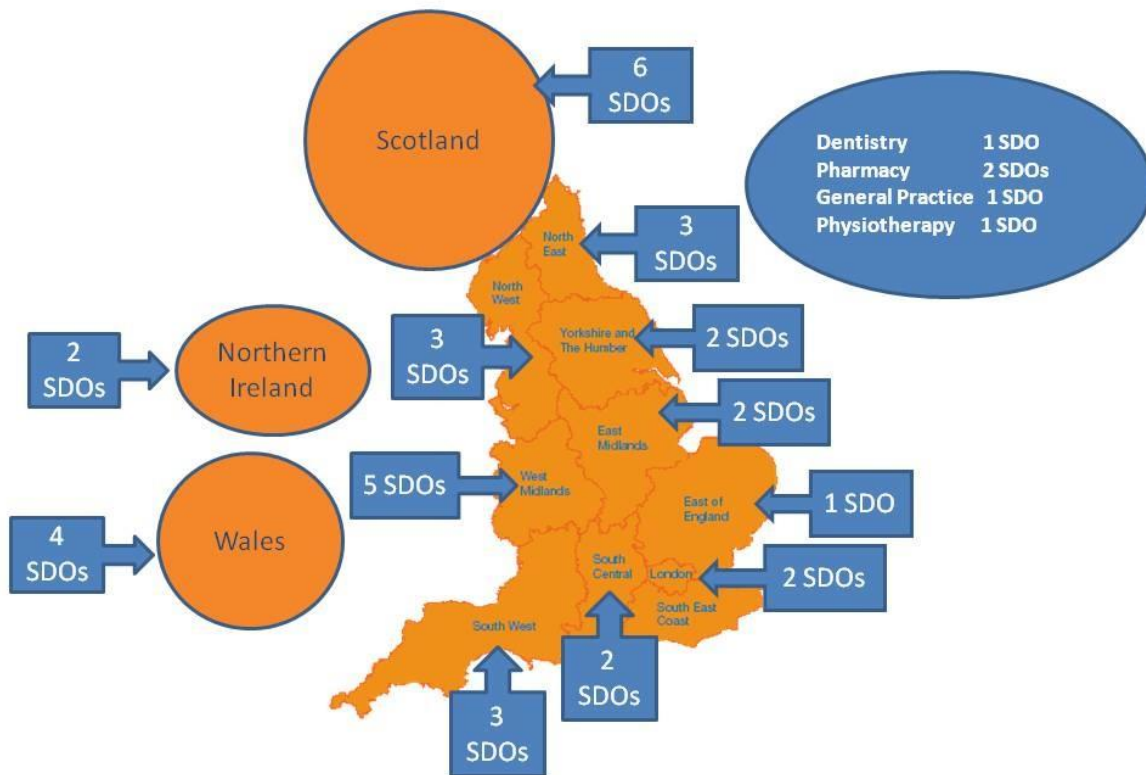 6
SDOs
Scotland
Dentistry 1 SDO
Pharmacy 2 SDOs
General Practice 1 SDO
Physiotherapy 1 SDO
North
East
3
SDOs
North
West
2
SDOs
Northern
Ireland
3
SDOs
Yorkshire and
The Humber
2 SDOs
2 SDOs
East
Midlands
5 SDOs
West
Midlands
East of
England
1 SDO
4
SDOs
Wales
South
Central
London
2 SDOs
South East
Coast
South West
2
SDOs
3
SDOs